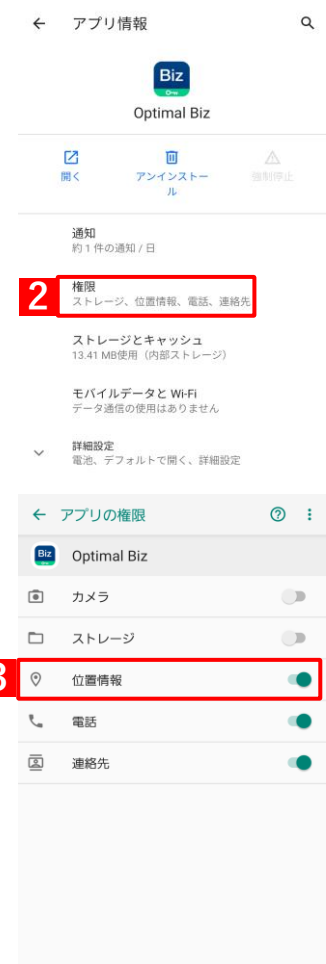 アプリ情報
Biz
Optimal Biz
開く
アンインストー
ル
強制停止
通知
約 1 件の通知 / 日
2
権限
ストレージ、位置情報、電話、連絡先
ストレージとキャッシュ
13.41 MB使用（内部ストレージ）
モバイルデータと Wi-Fi
データ通信の使用はありません
詳細設定
電池、デフォルトで開く、詳細設定
アプリの権限
Biz
Optimal Biz
カメラ
ストレージ
3
位置情報
電話
連絡先